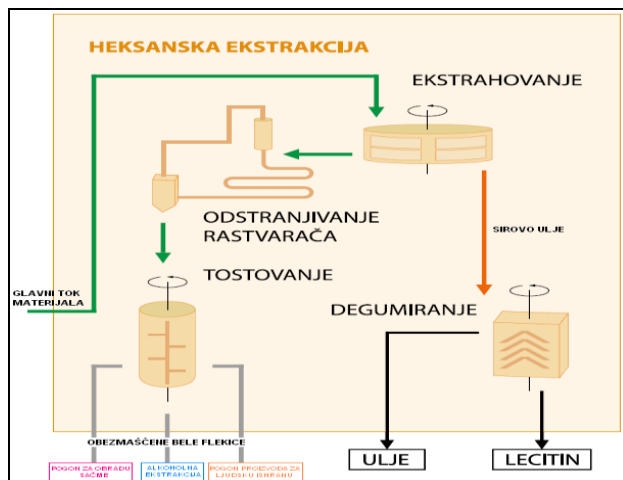 HEKSANSKA EKSTRAKCIJA
EKSTRAHOVANJE
ODSTRANJIVANJE
RASTVARAČA
SIROVO ULJE
TOSTOVANJE
GLAVNI TOK
MATERIJALA
DEGUMIRANJE
OBEZMAŠČENE BELE FLEKICE
POGON ZA OBRADU
SAČME
ALKOHOLNA
EKSTRAKCIJA
POGON PROIZVODA ZA
LJUDSKU ISHRANU
ULJE
LECITIN